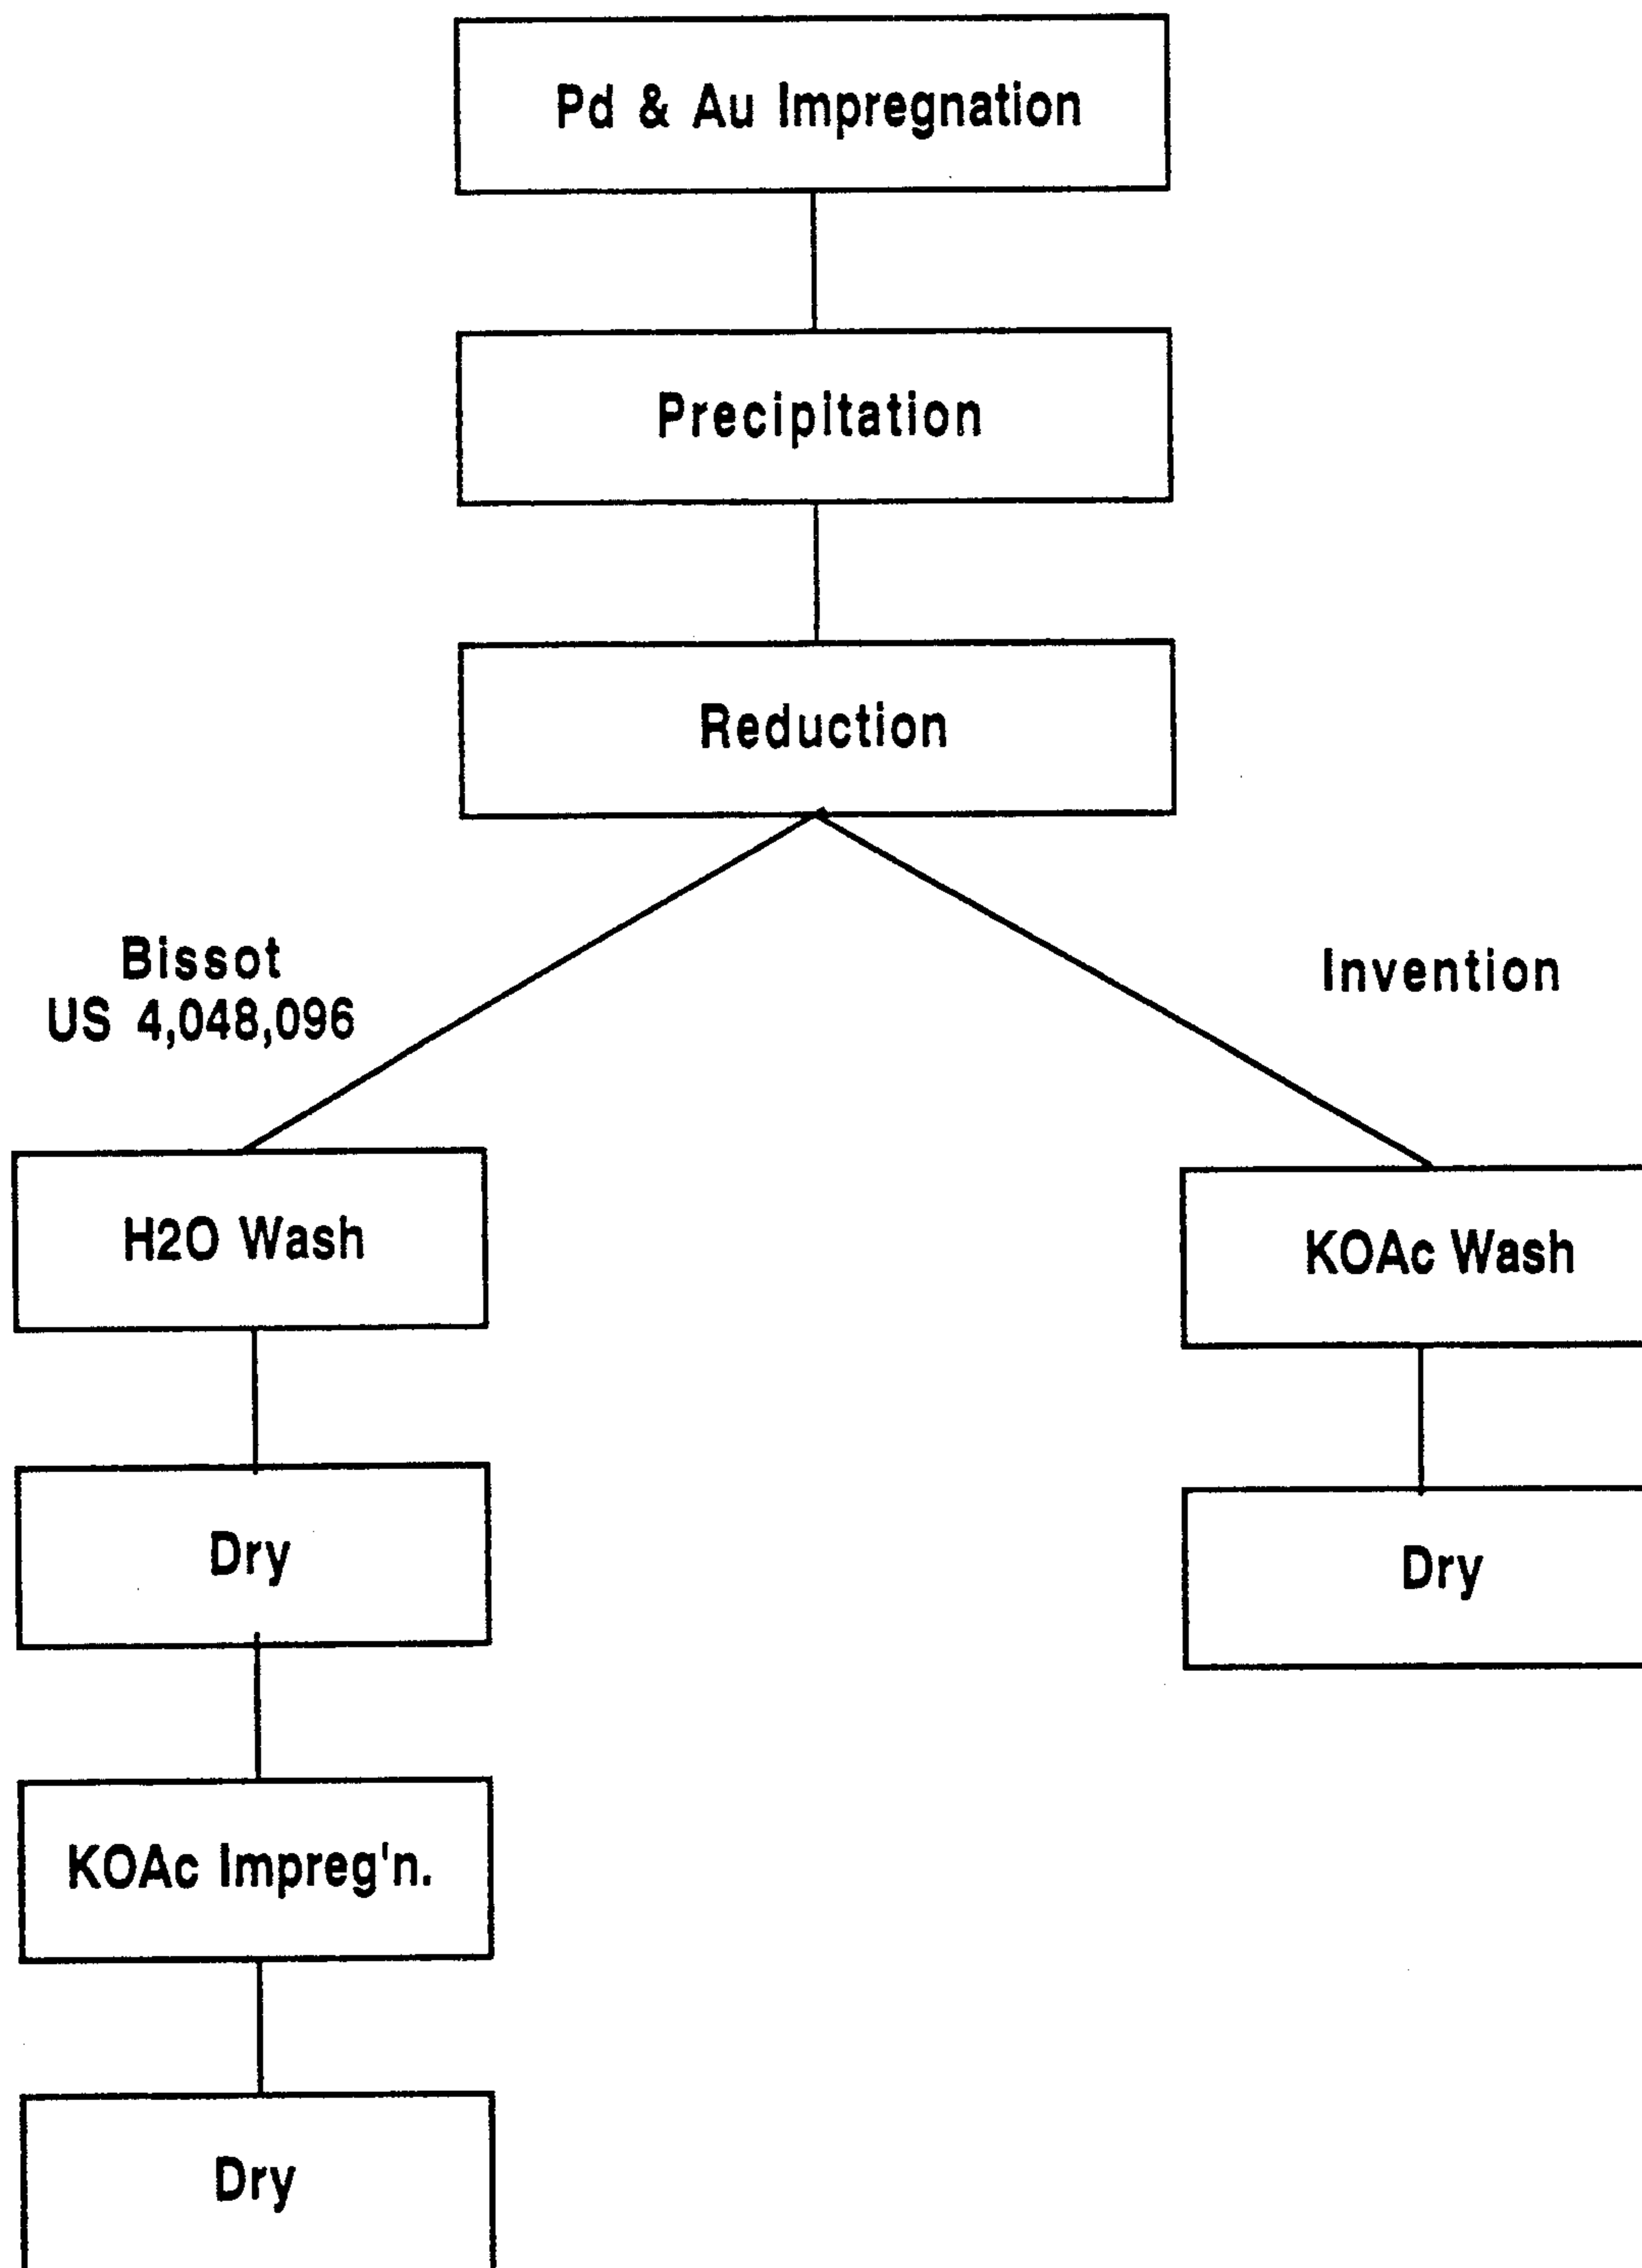 Pd & Au Impregnation
Precipitation
Reduction
Bissot
US 4,048,096
Invention
H2O Wash
KOAc Wash
Dry
Dry
KOAc Impreg'n.
Dry